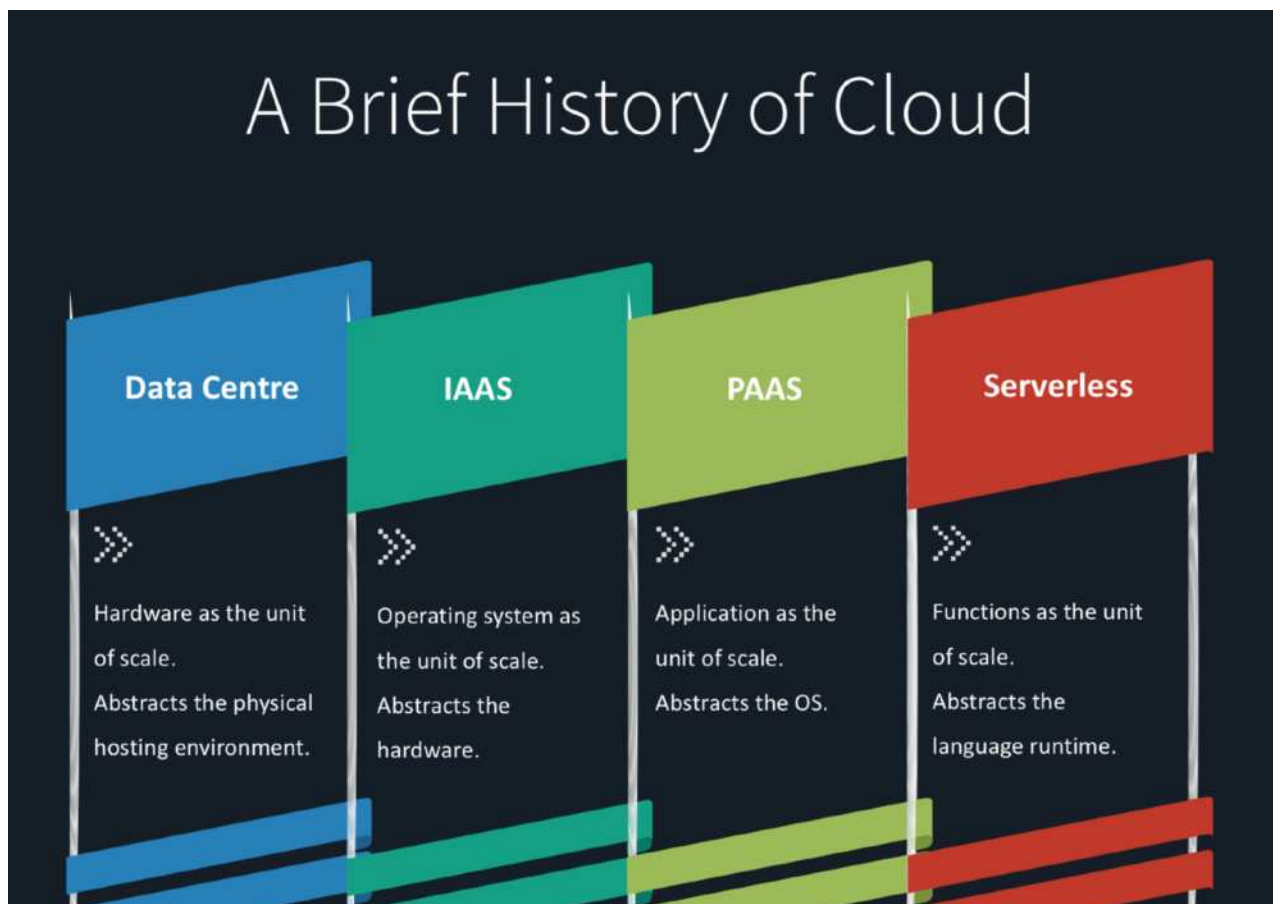 A Brief History of Cloud
Data Centre
IAAS
PAAS
Serverless
Hardware as the unit
of scale.
Abstracts the physical
hosting environment.
Operating system as
the unit of scale.
Abstracts the
hardware.
Application as the
unit of scale.
Abstracts the OS.
Functions as the unit
of scale.
Abstracts the
language runtime.